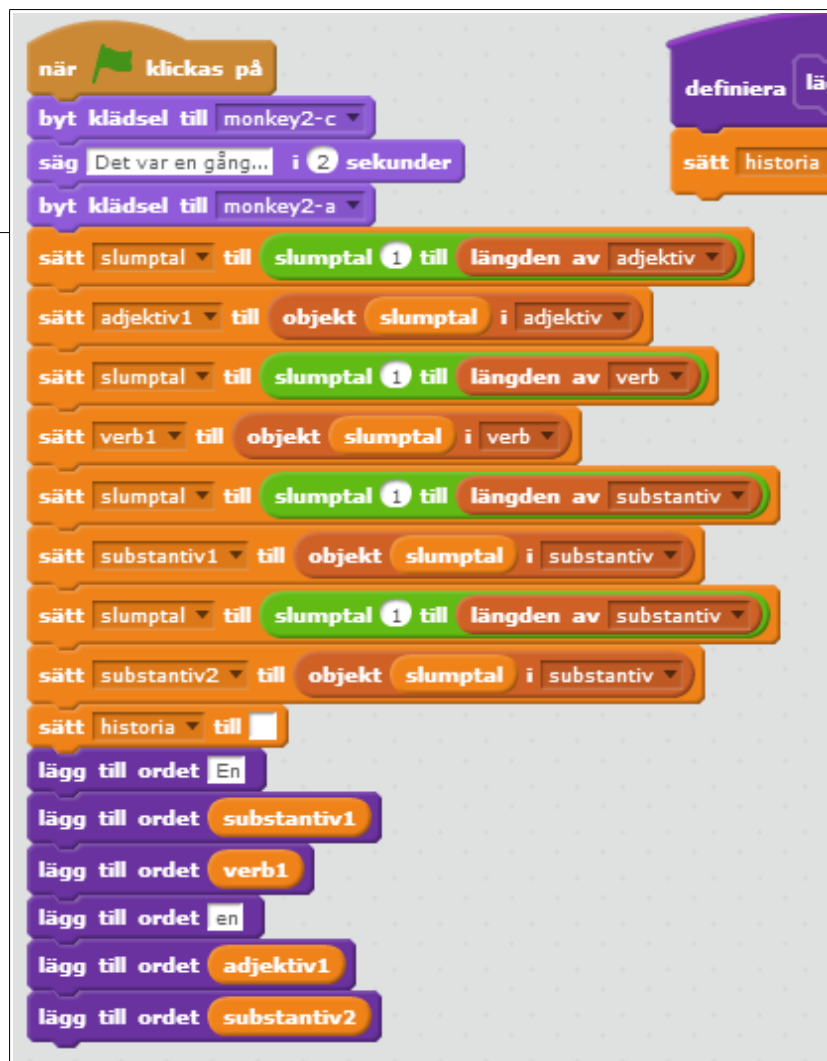 när klickas på
byt klädsel till monkey2-c
säg Det var en gång... i 2 sekunder
byt klädsel till monkey2-a
sätt slumptal till slumptal 1 till längden av adjektiv
sätt adjektiv1 till objekt slumptal i adjektiv
sätt slumptal till slumptal 1 till längden av verb
sätt verb1 till objekt slumptal i verb
sätt slumptal till slumptal 1 till längden av substantiv
sätt substantiv1 till objekt slumptal i substantiv
sätt slumptal till slumptal 1 till längden av substantiv
sätt substantiv2 till objekt slumptal i substantiv
sätt historia till
lägg till ordet En
lägg till ordet substantiv1
lägg till ordet verb1
lägg till ordet en
lägg till ordet adjektiv1
lägg till ordet substantiv2
definiera
sätt historia